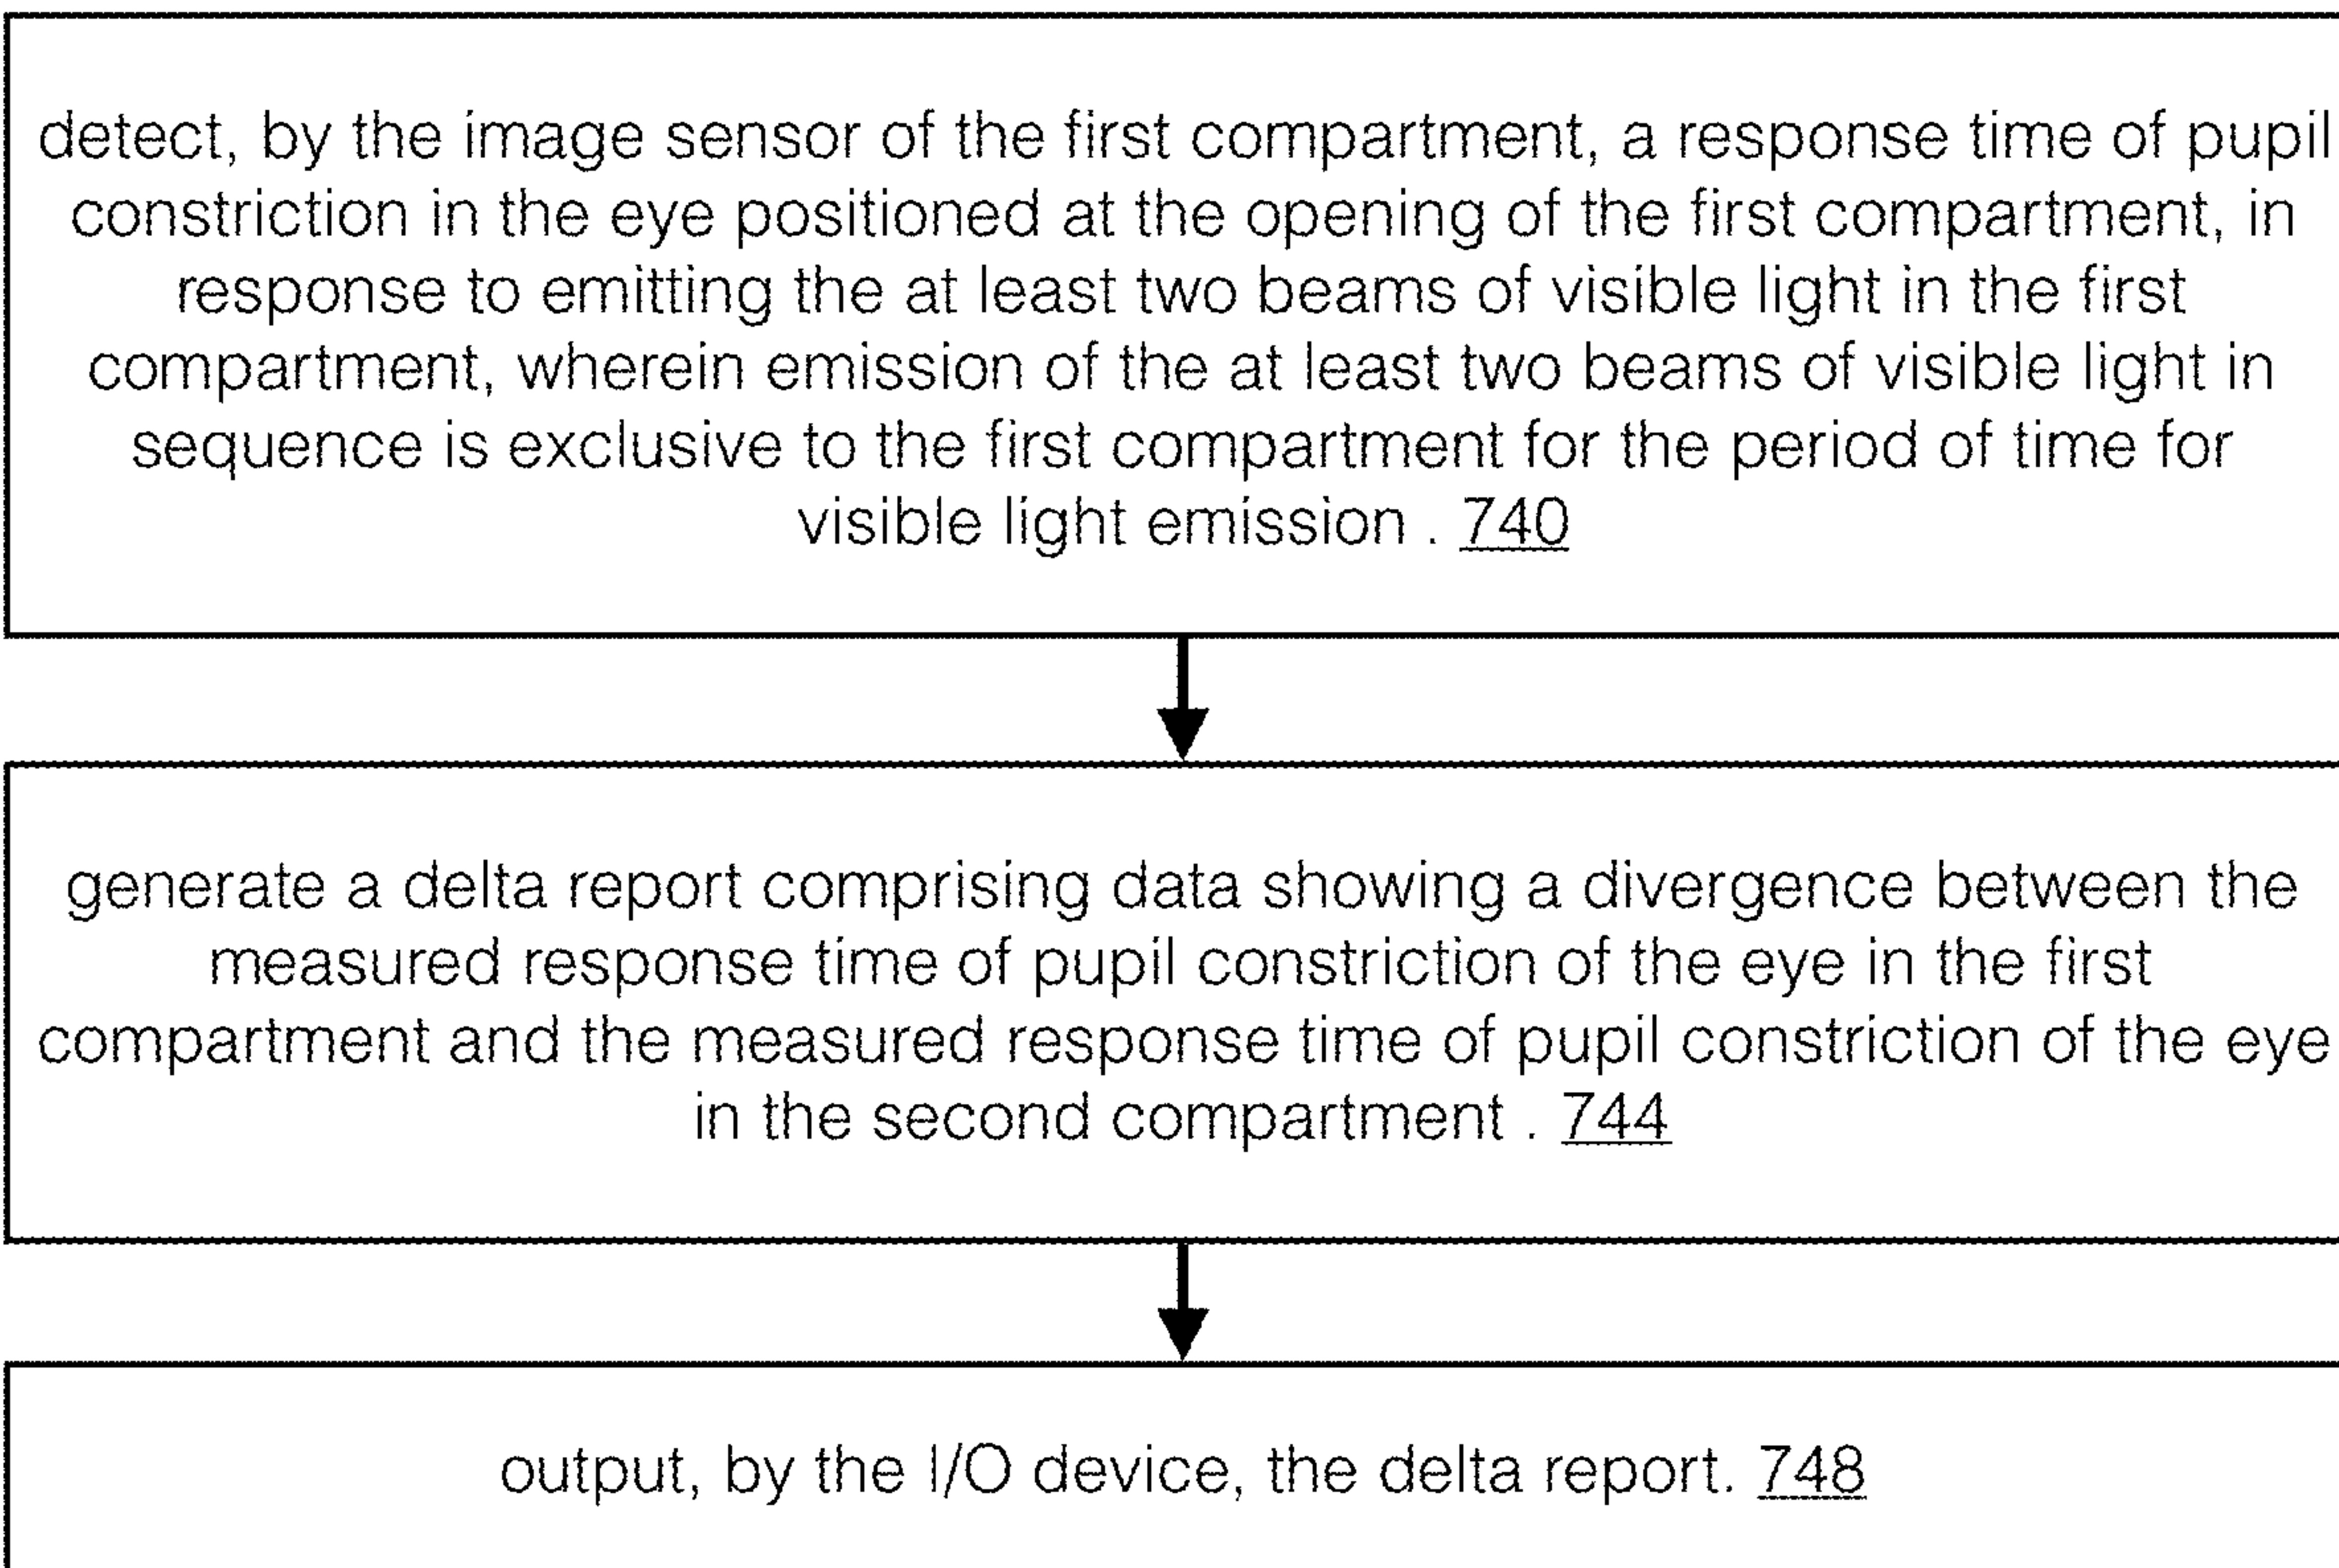 detect, by the image sensor of the first compartment, a response time of pupil
constriction in the eye positioned at the opening of the first compartment, in
response to emitting the at least two beams of visible light in the first
compartment, wherein emission of the at least two beams of visible light in
sequence is exclusive to the first compartment for the period of time for
visible light emission . 740
generate a delta report comprising data showing a divergence between the
measured response time of pupil constriction of the eye in the first
compartment and the measured response time of pupil constriction of the eye
in the second compartment . 744
output, by the I/O device, the delta report. 748